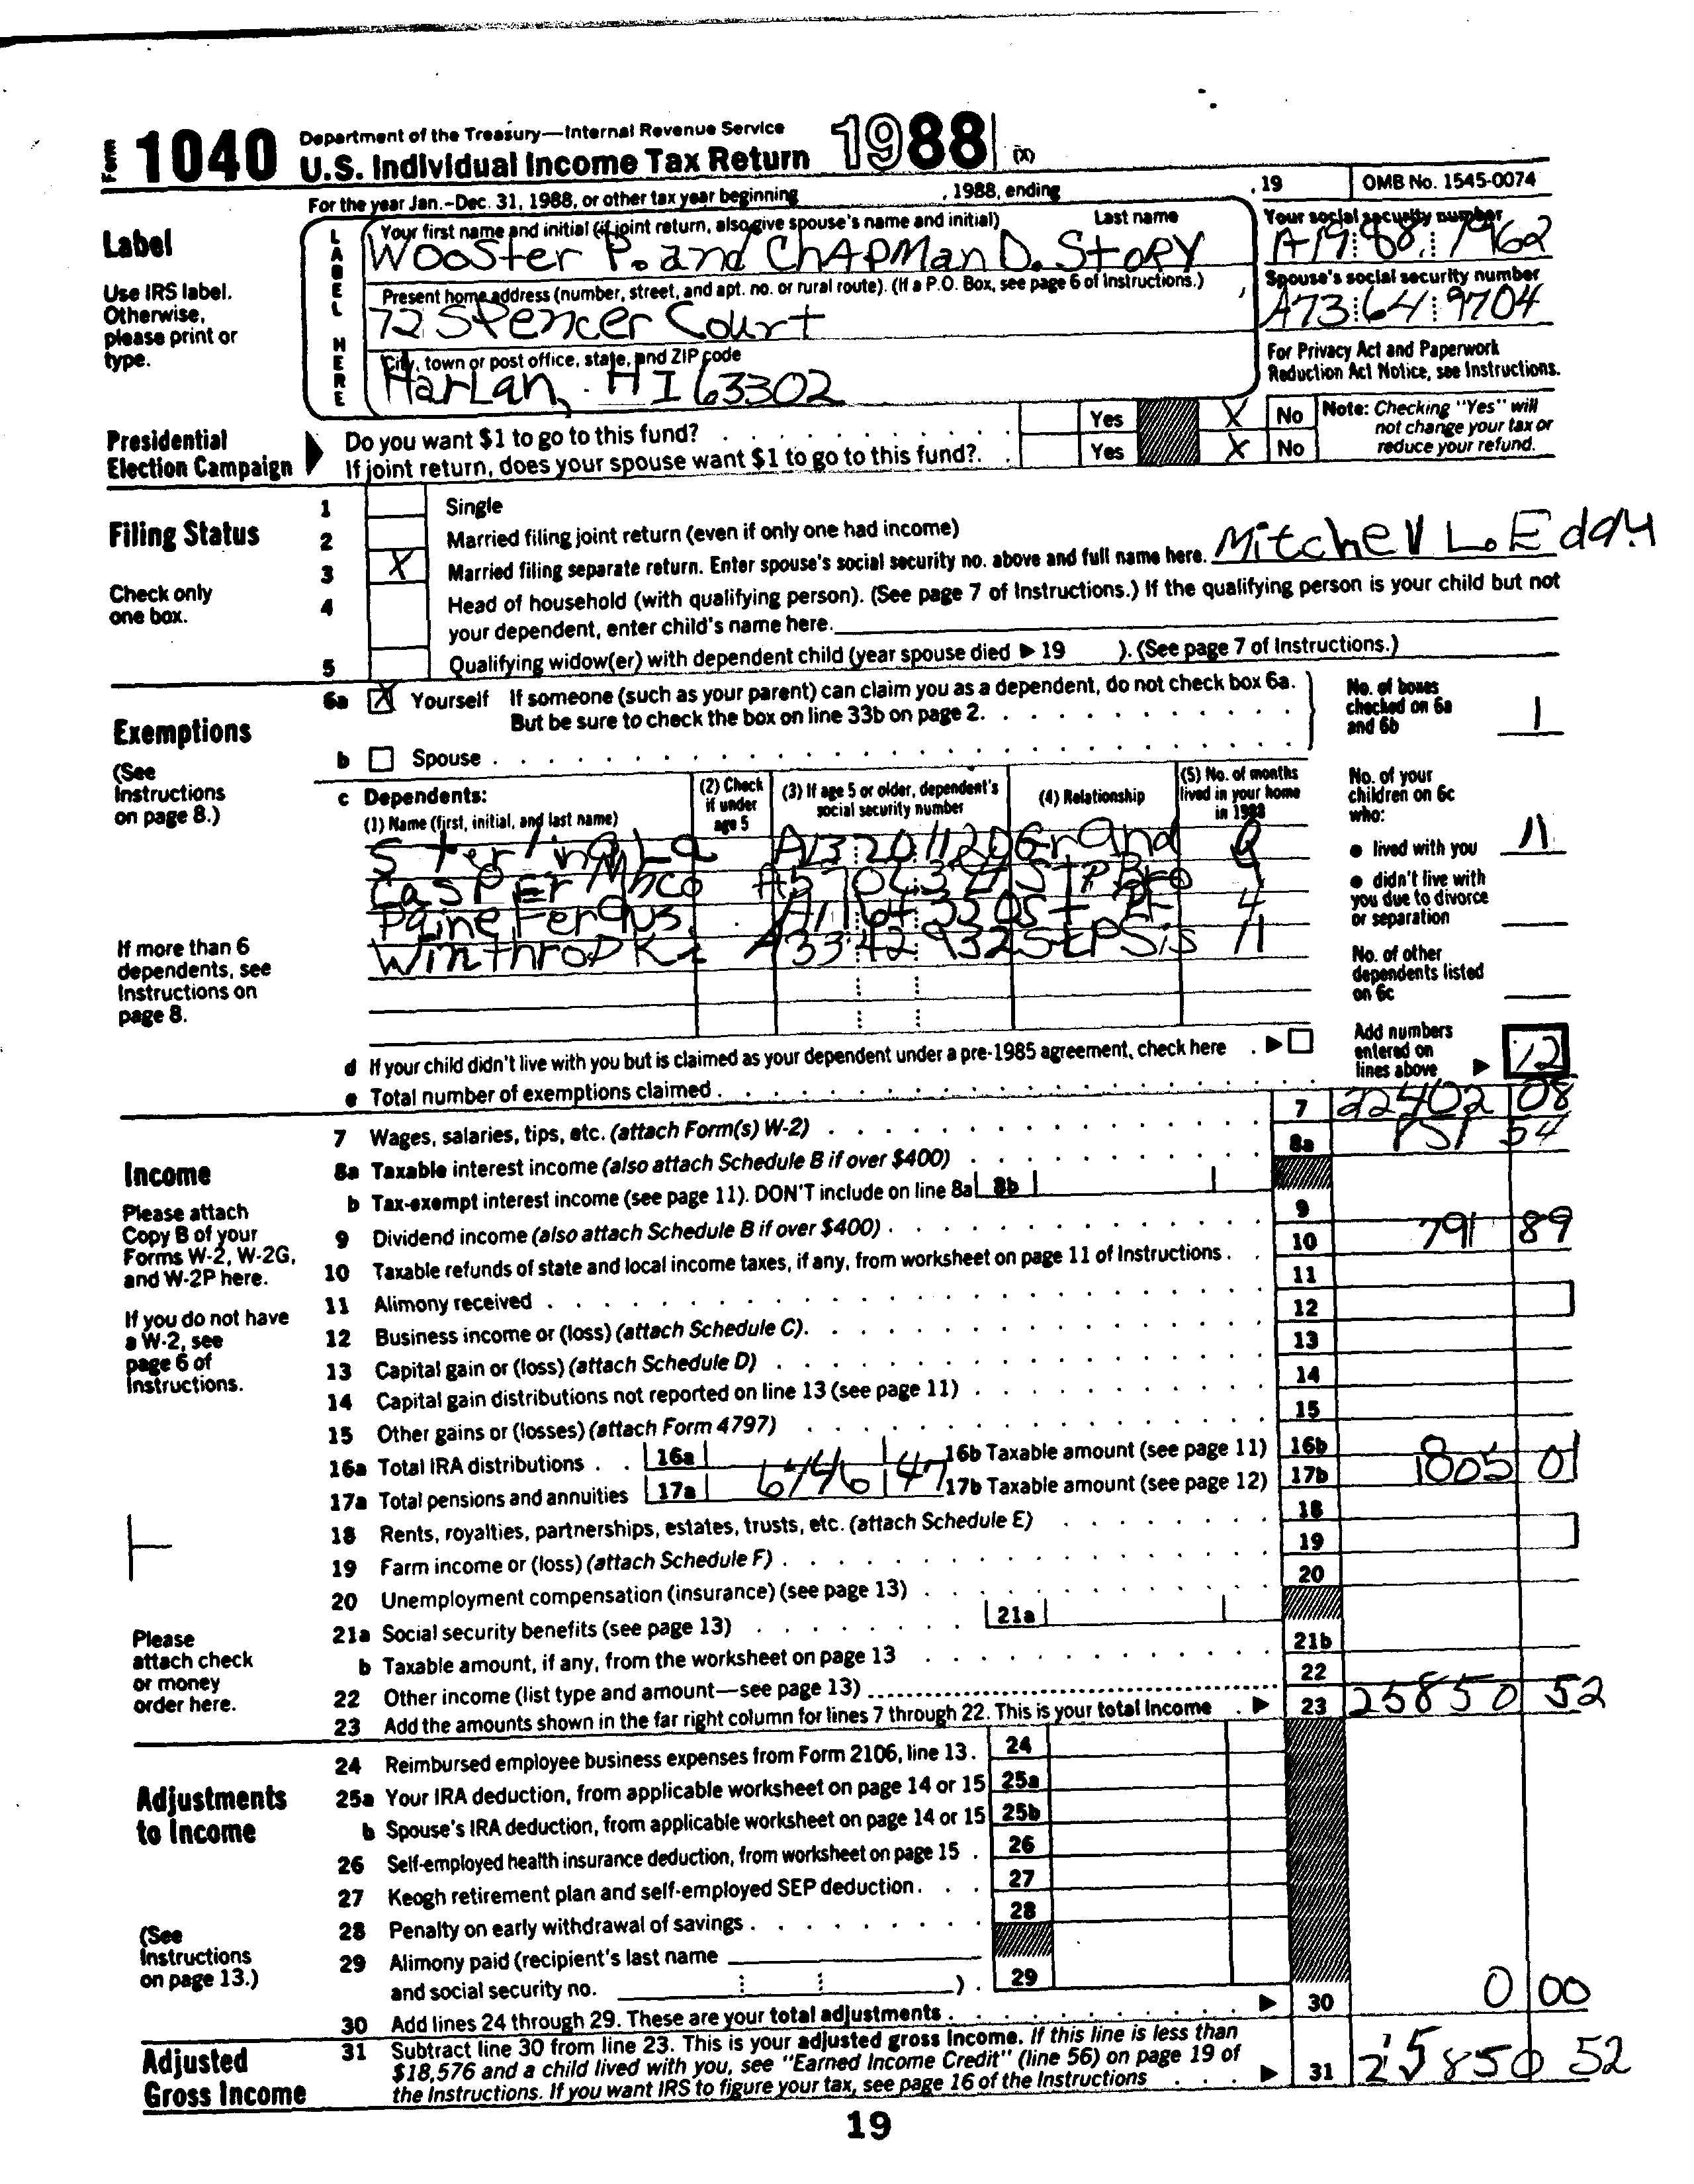 Form 1040 Department of the Treasury—Internal Revenue Service
U.S. Individual Income Tax Return 1988 (X)
For the year Jan.-Dec. 31, 1988, or other tax year beginning , 1988, ending , 19 OMB No. 1545-0074
Label
Use IRS label. Otherwise, please print or type.
LABEL HERE
Your first name and initial (if joint return, also give spouse's name and initial) Last name
Wooster P. and Chapman D. Story
Your social security number
A19 88 7962
Present home address (number, street, and apt. no. or rural route). (If a P.O. Box, see page 6 of Instructions.)
72 Spencer Court
Spouse's social security number
A73 64 9704
City, town or post office, state, and ZIP code
Harlan, HI 63302
For Privacy Act and Paperwork Reduction Act Notice, see Instructions.
Presidential Election Campaign
Do you want $1 to go to this fund? Yes X No
If joint return, does your spouse want $1 to go to this fund? Yes X No
Note: Checking "Yes" will not change your tax or reduce your refund.
Filing Status
Check only one box.
1 Single
2 Married filing joint return (even if only one had income)
3 X Married filing separate return. Enter spouse's social security no. above and full name here. Mitchell L. Eddy
4 Head of household (with qualifying person). (See page 7 of Instructions.) If the qualifying person is your child but not
your dependent, enter child's name here.
5 Qualifying widow(er) with dependent child (year spouse died ▶ 19 ). (See page 7 of Instructions.)
Exemptions
(See Instructions on page 8.)
6a X Yourself If someone (such as your parent) can claim you as a dependent, do not check box 6a.
But be sure to check the box on line 33b on page 2.
b Spouse
No. of boxes checked on 6a and 6b 1
c Dependents:
(1) Name (first, initial, and last name)
(2) Check if under age 5
(3) If age 5 or older, dependent's social security number
(4) Relationship
(5) No. of months lived in your home in 1988
Sterling La Grand
Casper
Paine Fergus 4
Winthrop 11
If more than 6 dependents, see Instructions on page 8.
No. of your children on 6c who:
● lived with you 11
● didn't live with you due to divorce or separation
No. of other dependents listed on 6c
d If your child didn't live with you but is claimed as your dependent under a pre-1985 agreement, check here ▶
e Total number of exemptions claimed
Add numbers entered on lines above ▶ 12
Income
Please attach Copy B of your Forms W-2, W-2G, and W-2P here.
If you do not have a W-2, see page 6 of Instructions.
Please attach check or money order here.
7 Wages, salaries, tips, etc. (attach Form(s) W-2) 7 22402 08
8a Taxable interest income (also attach Schedule B if over $400) 8a 1851 54
b Tax-exempt interest income (see page 11). DON'T include on line 8a 8b
9 Dividend income (also attach Schedule B if over $400) 9
10 Taxable refunds of state and local income taxes, if any, from worksheet on page 11 of Instructions 10 791 89
11 Alimony received 11
12 Business income or (loss) (attach Schedule C) 12
13 Capital gain or (loss) (attach Schedule D) 13
14 Capital gain distributions not reported on line 13 (see page 11) 14
15 Other gains or (losses) (attach Form 4797) 15
16a Total IRA distributions 16a 16b Taxable amount (see page 11) 16b
17a Total pensions and annuities 17a 6746 47 17b Taxable amount (see page 12) 17b 1805 01
18 Rents, royalties, partnerships, estates, trusts, etc. (attach Schedule E) 18
19 Farm income or (loss) (attach Schedule F) 19
20 Unemployment compensation (insurance) (see page 13) 20
21a Social security benefits (see page 13) 21a
b Taxable amount, if any, from the worksheet on page 13 21b
22 Other income (list type and amount—see page 13) 22
23 Add the amounts shown in the far right column for lines 7 through 22. This is your total income ▶ 23 25850 52
Adjustments to Income
(See Instructions on page 13.)
24 Reimbursed employee business expenses from Form 2106, line 13. 24
25a Your IRA deduction, from applicable worksheet on page 14 or 15 25a
b Spouse's IRA deduction, from applicable worksheet on page 14 or 15 25b
26 Self-employed health insurance deduction, from worksheet on page 15 26
27 Keogh retirement plan and self-employed SEP deduction 27
28 Penalty on early withdrawal of savings 28
29 Alimony paid (recipient's last name
and social security no. ) 29
30 Add lines 24 through 29. These are your total adjustments ▶ 30 0 00
Adjusted Gross Income
31 Subtract line 30 from line 23. This is your adjusted gross income. If this line is less than
$18,576 and a child lived with you, see "Earned Income Credit" (line 56) on page 19 of
the Instructions. If you want IRS to figure your tax, see page 16 of the Instructions ▶ 31 25850 52
19